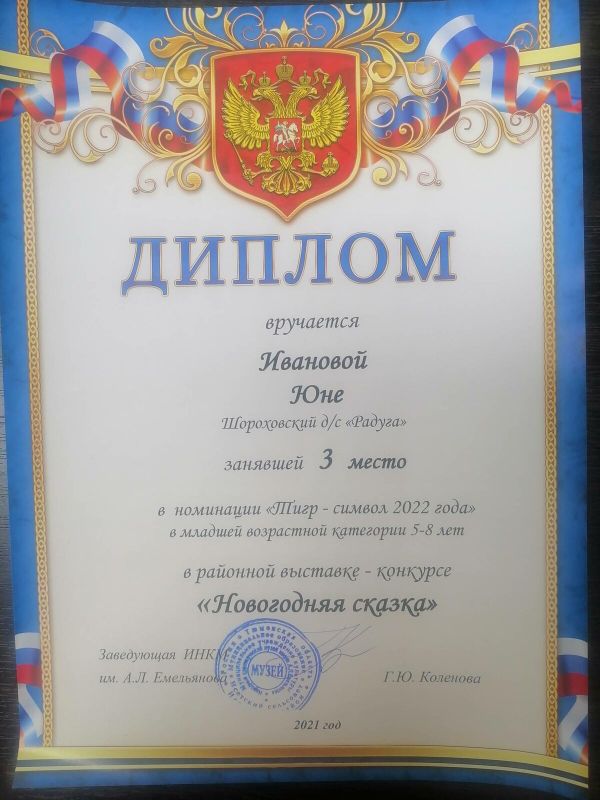 ДИПЛОМ
вручается
Ивановой
Юне
Шороховский д/с «Радуга»
занявшей 3 место
в номинации «Тигр - символ 2022 года»
в младшей возрастной категории 5-8 лет
в районной выставке - конкурсе
«Новогодняя сказка»
Заведующая ИНКМ
им. А.Л. Емельянова
Г.Ю. Коленова
МУЗЕЙ
2021 год